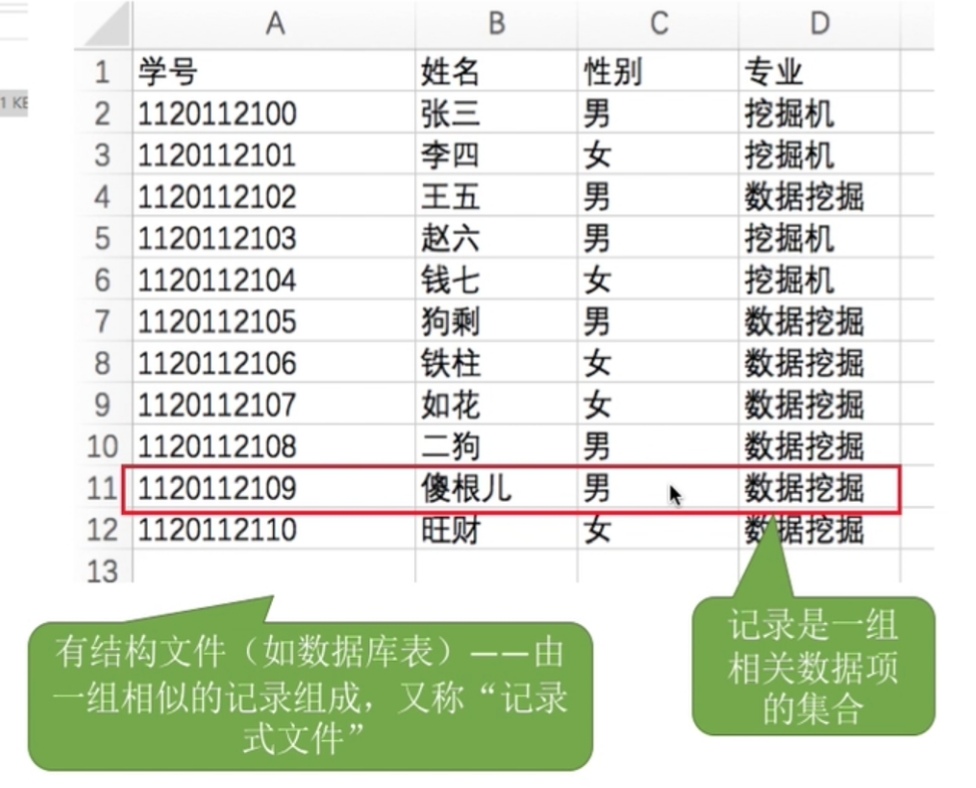 A B C D
1 学号 姓名 性别 专业
1 KB
2 1120112100 张三 男 挖掘机
3 1120112101 李四 女 挖掘机
4 1120112102 王五 男 数据挖掘
5 1120112103 赵六 男 挖掘机
6 1120112104 钱七 女 挖掘机
7 1120112105 狗剩 男 数据挖掘
8 1120112106 铁柱 女 数据挖掘
9 1120112107 如花 女 数据挖掘
10 1120112108 二狗 男 数据挖掘
11 1120112109 傻根儿 男 数据挖掘
12 1120112110 旺财 女 数据挖掘
13
有结构文件（如数据库表）——由
一组相似的记录组成，又称“记录
式文件”
记录是一组
相关数据项
的集合